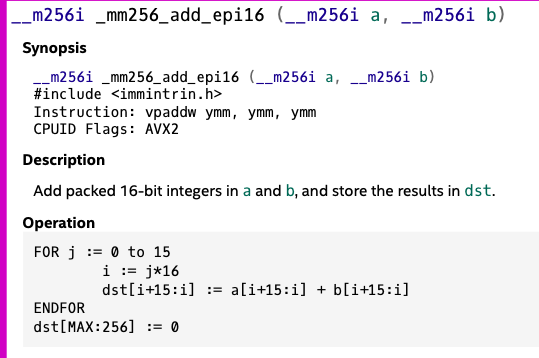 __m256i _mm256_add_epi16 (__m256i a, __m256i b)
Synopsis
__m256i _mm256_add_epi16 (__m256i a, __m256i b)
#include <immintrin.h>
Instruction: vpaddw ymm, ymm, ymm
CPUID Flags: AVX2
Description
Add packed 16-bit integers in a and b, and store the results in dst.
Operation
FOR j := 0 to 15
i := j*16
dst[i+15:i] := a[i+15:i] + b[i+15:i]
ENDFOR
dst[MAX:256] := 0